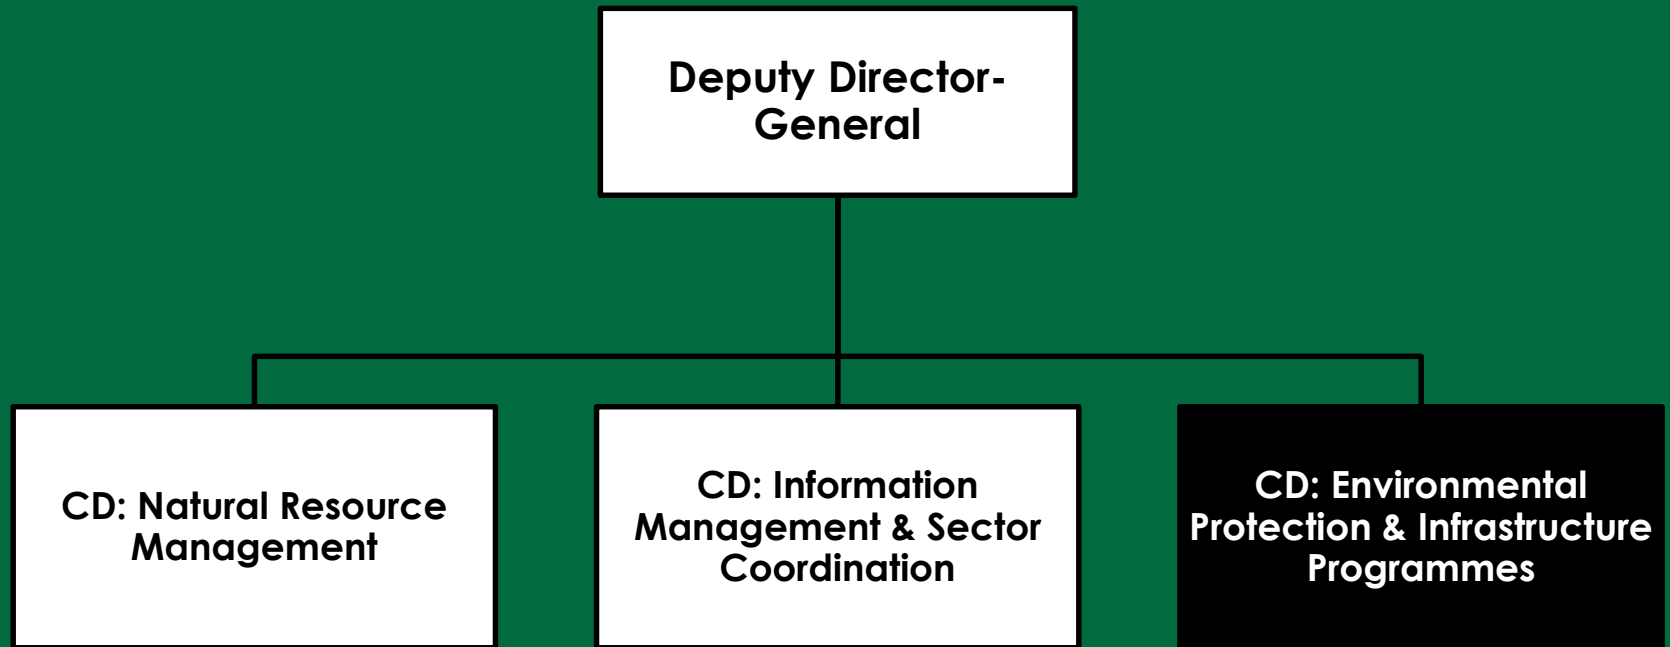 Deputy Director-
General
CD: Natural Resource
Management
CD: Information
Management & Sector
Coordination
CD: Environmental
Protection & Infrastructure
Programmes